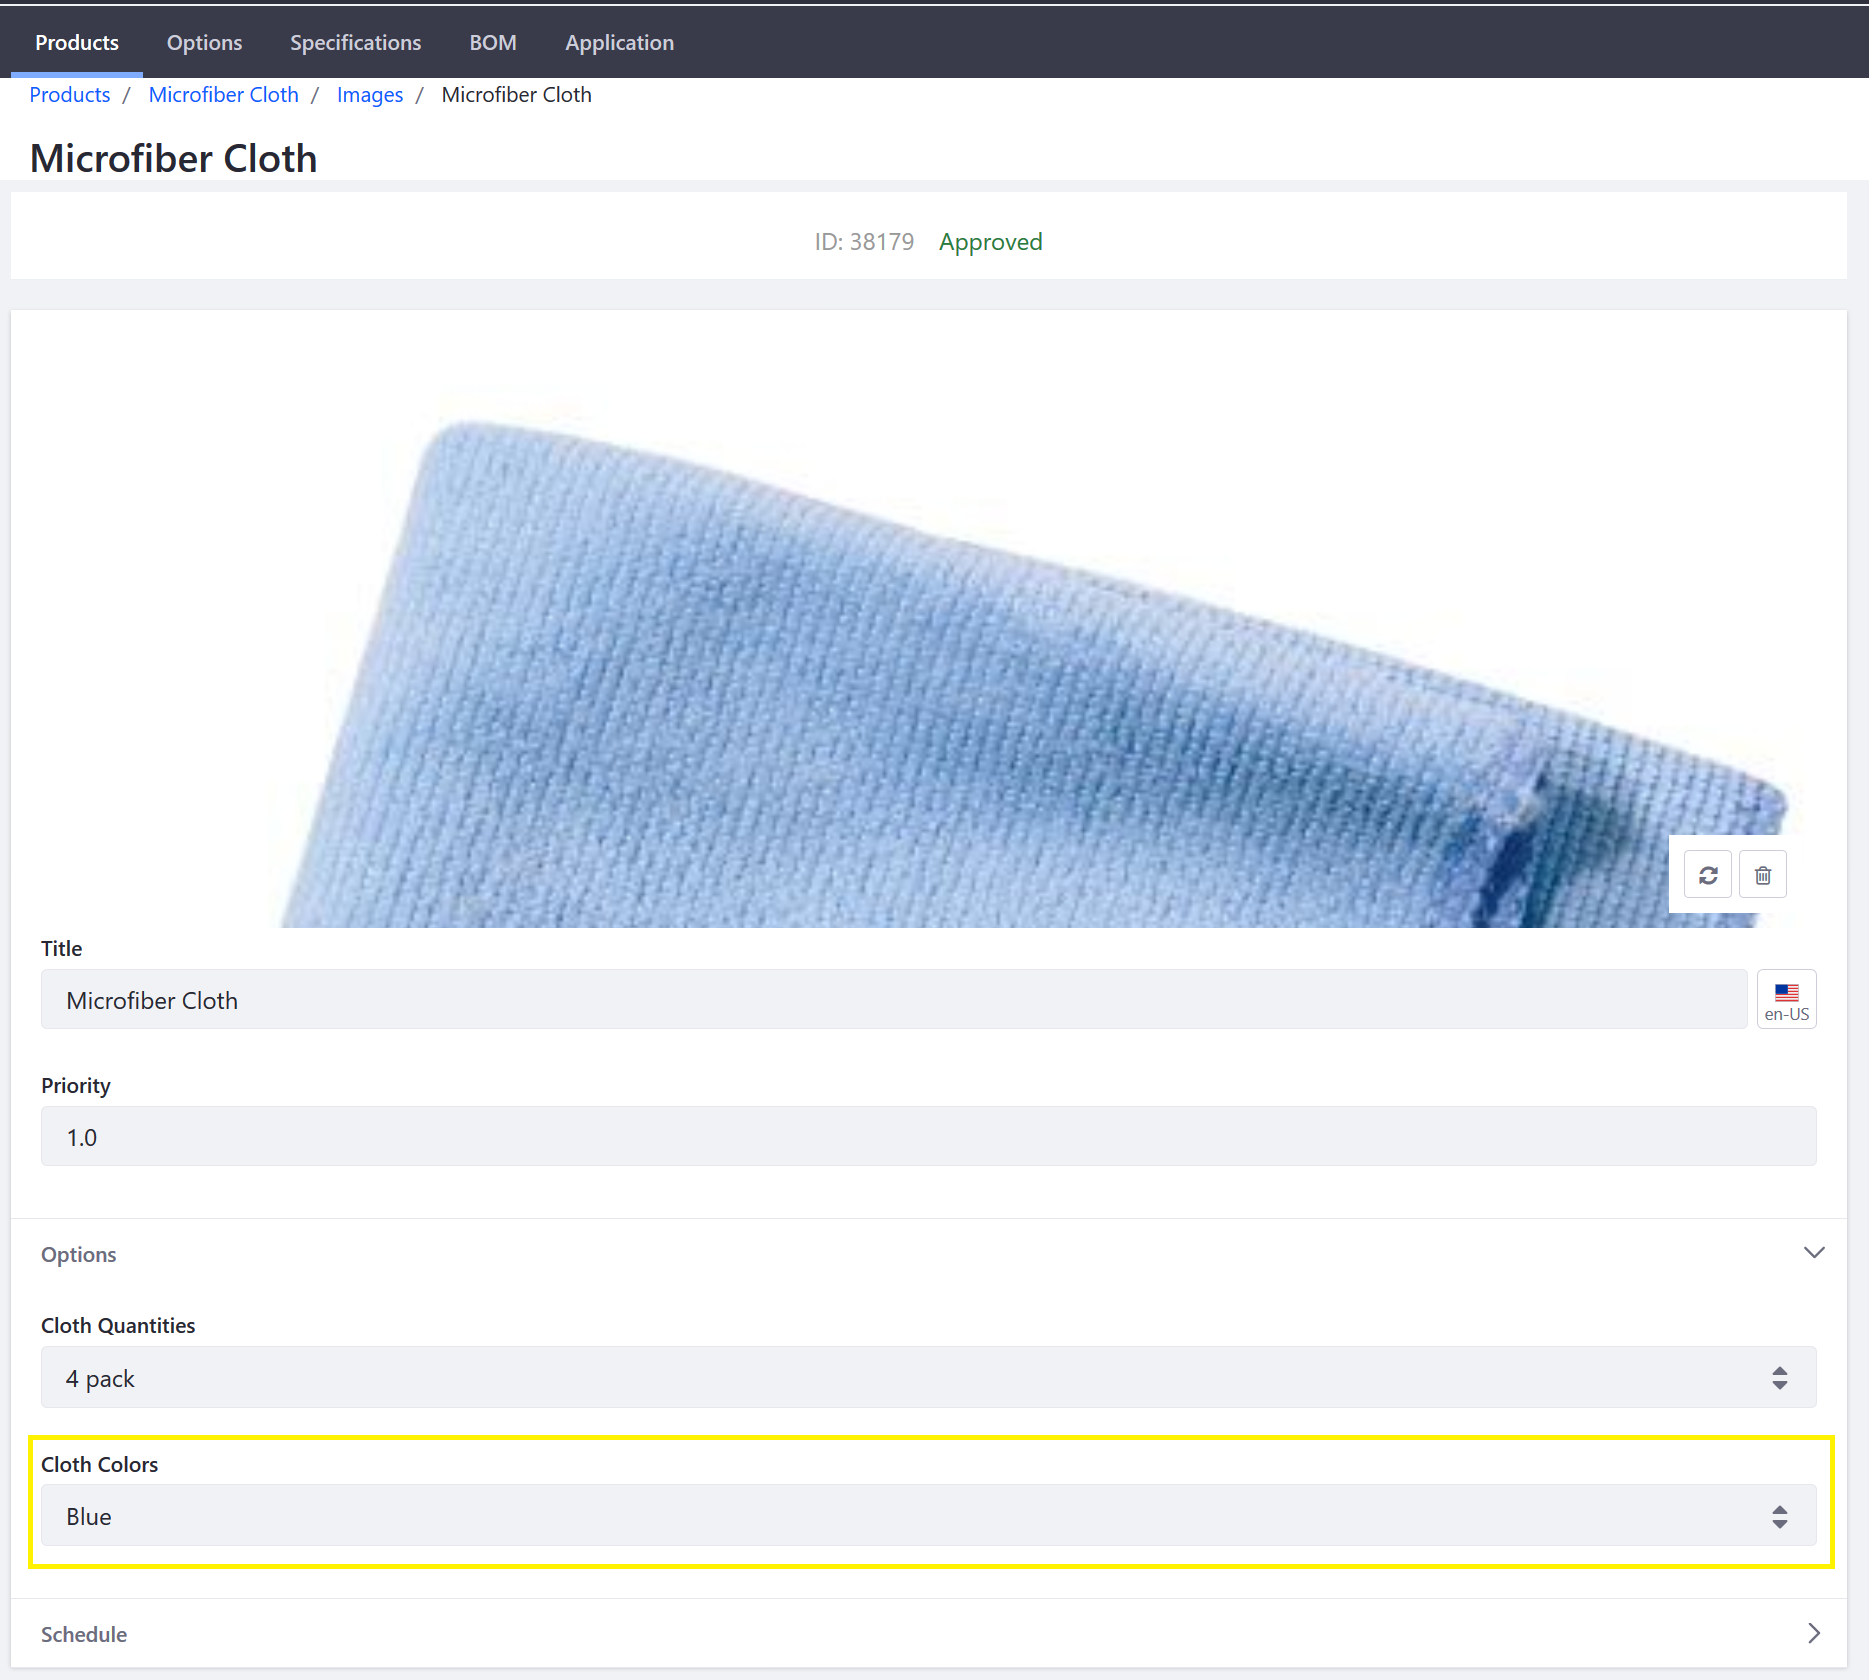 Products Options Specifications BOM Application
Products / Microfiber Cloth / Images / Microfiber Cloth
Microfiber Cloth
ID: 38179 Approved
Title
Microfiber Cloth
en-US
Priority
1.0
Options
Cloth Quantities
4 pack
Cloth Colors
Blue
Schedule